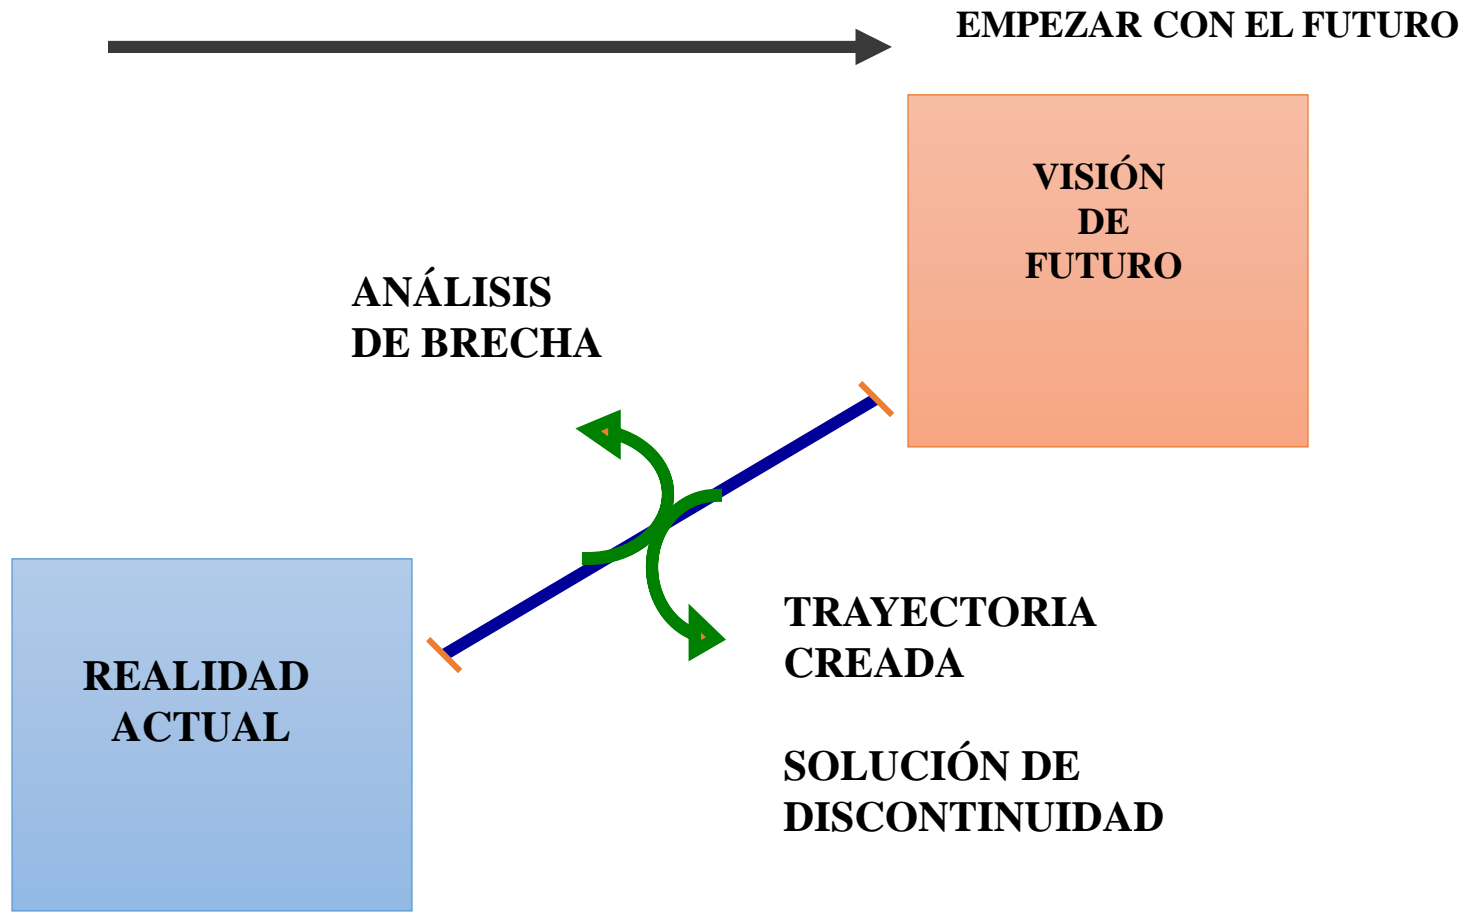 EMPEZAR CON EL FUTURO
VISIÓN
DE
FUTURO
ANÁLISIS
DE BRECHA
TRAYECTORIA
CREADA
REALIDAD
ACTUAL
SOLUCIÓN DE
DISCONTINUIDAD